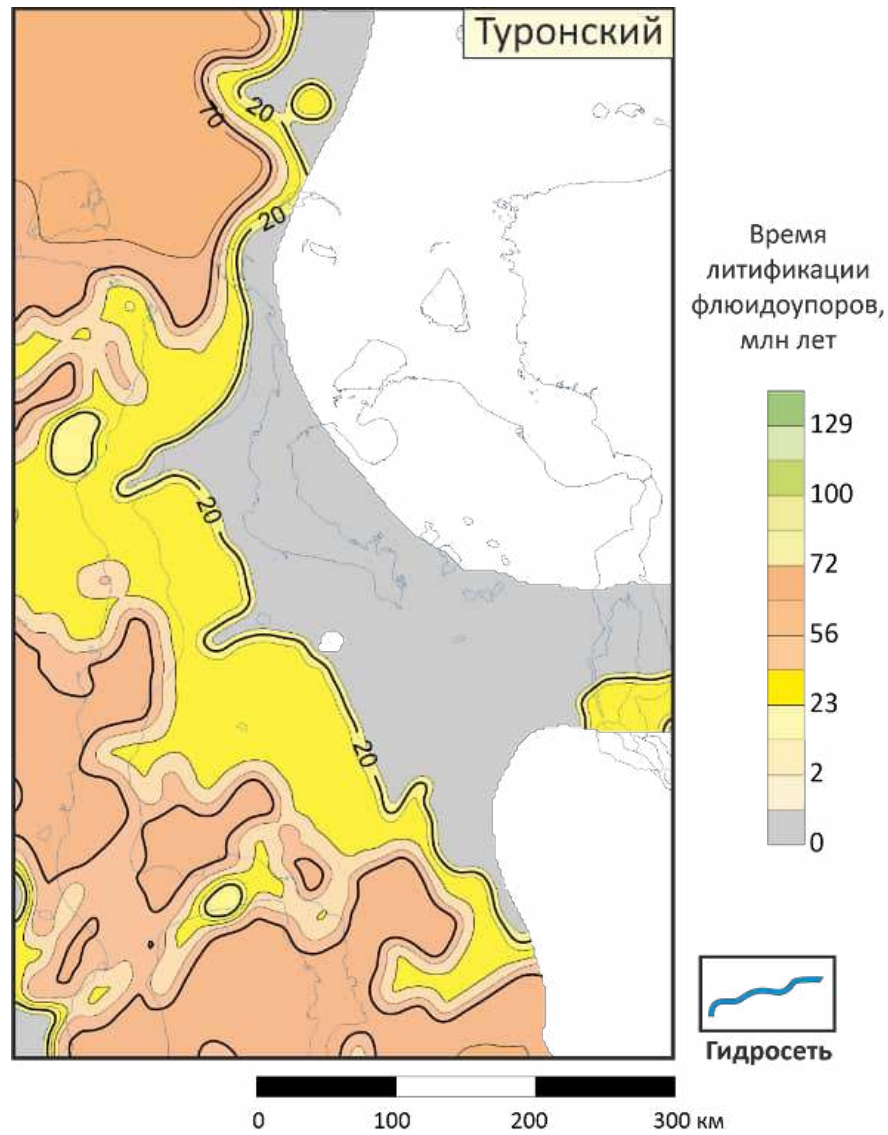 Туронский
20
70
20
20
20
Время
литификации
флюидоупоров,
млн лет
129
100
72
56
23
2
0
Гидросеть
0 100 200 300 км